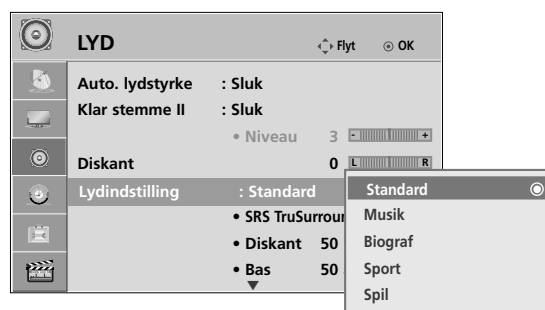 LYD Flyt OK
Auto. lydstyrke : Sluk
Klar stemme II : Sluk
• Niveau 3 - +
Diskant 0 L R
Lydindstilling : Standard
• SRS TruSurrour
• Diskant 50
• Bas 50
Standard
Musik
Biograf
Sport
Spil